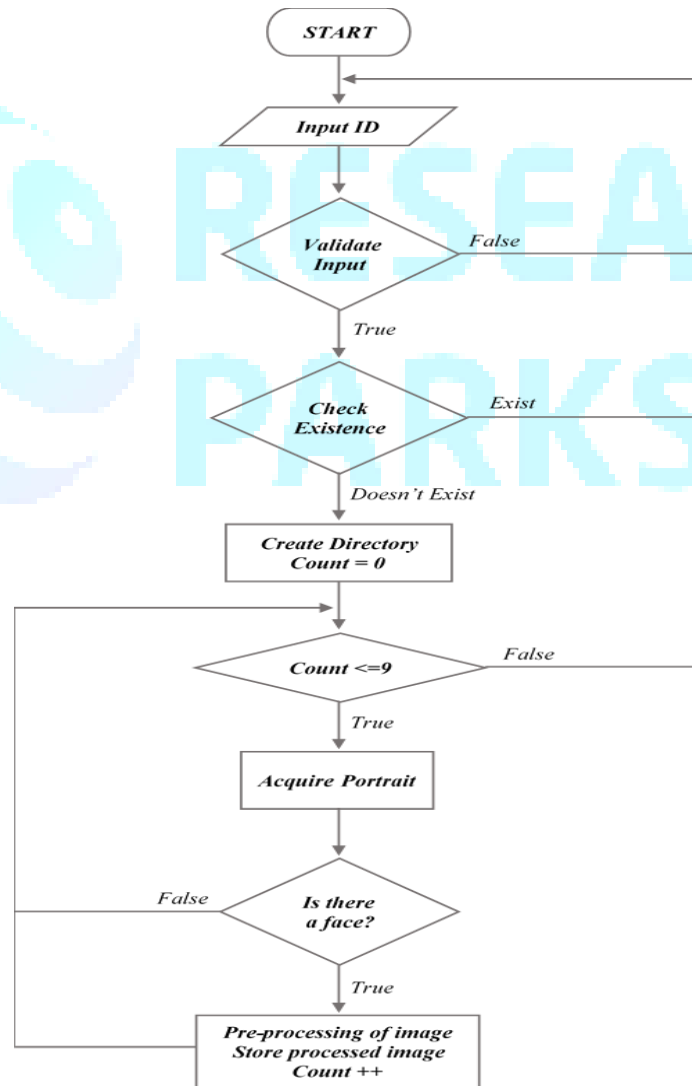 START
Input ID
RESEA
Validate
Input
False
True
PARKS
Check
Existence
Exist
Doesn't Exist
Create Directory
Count = 0
Count <=9
False
True
Acquire Portrait
False
Is there
a face?
True
Pre-processing of image
Store processed image
Count ++